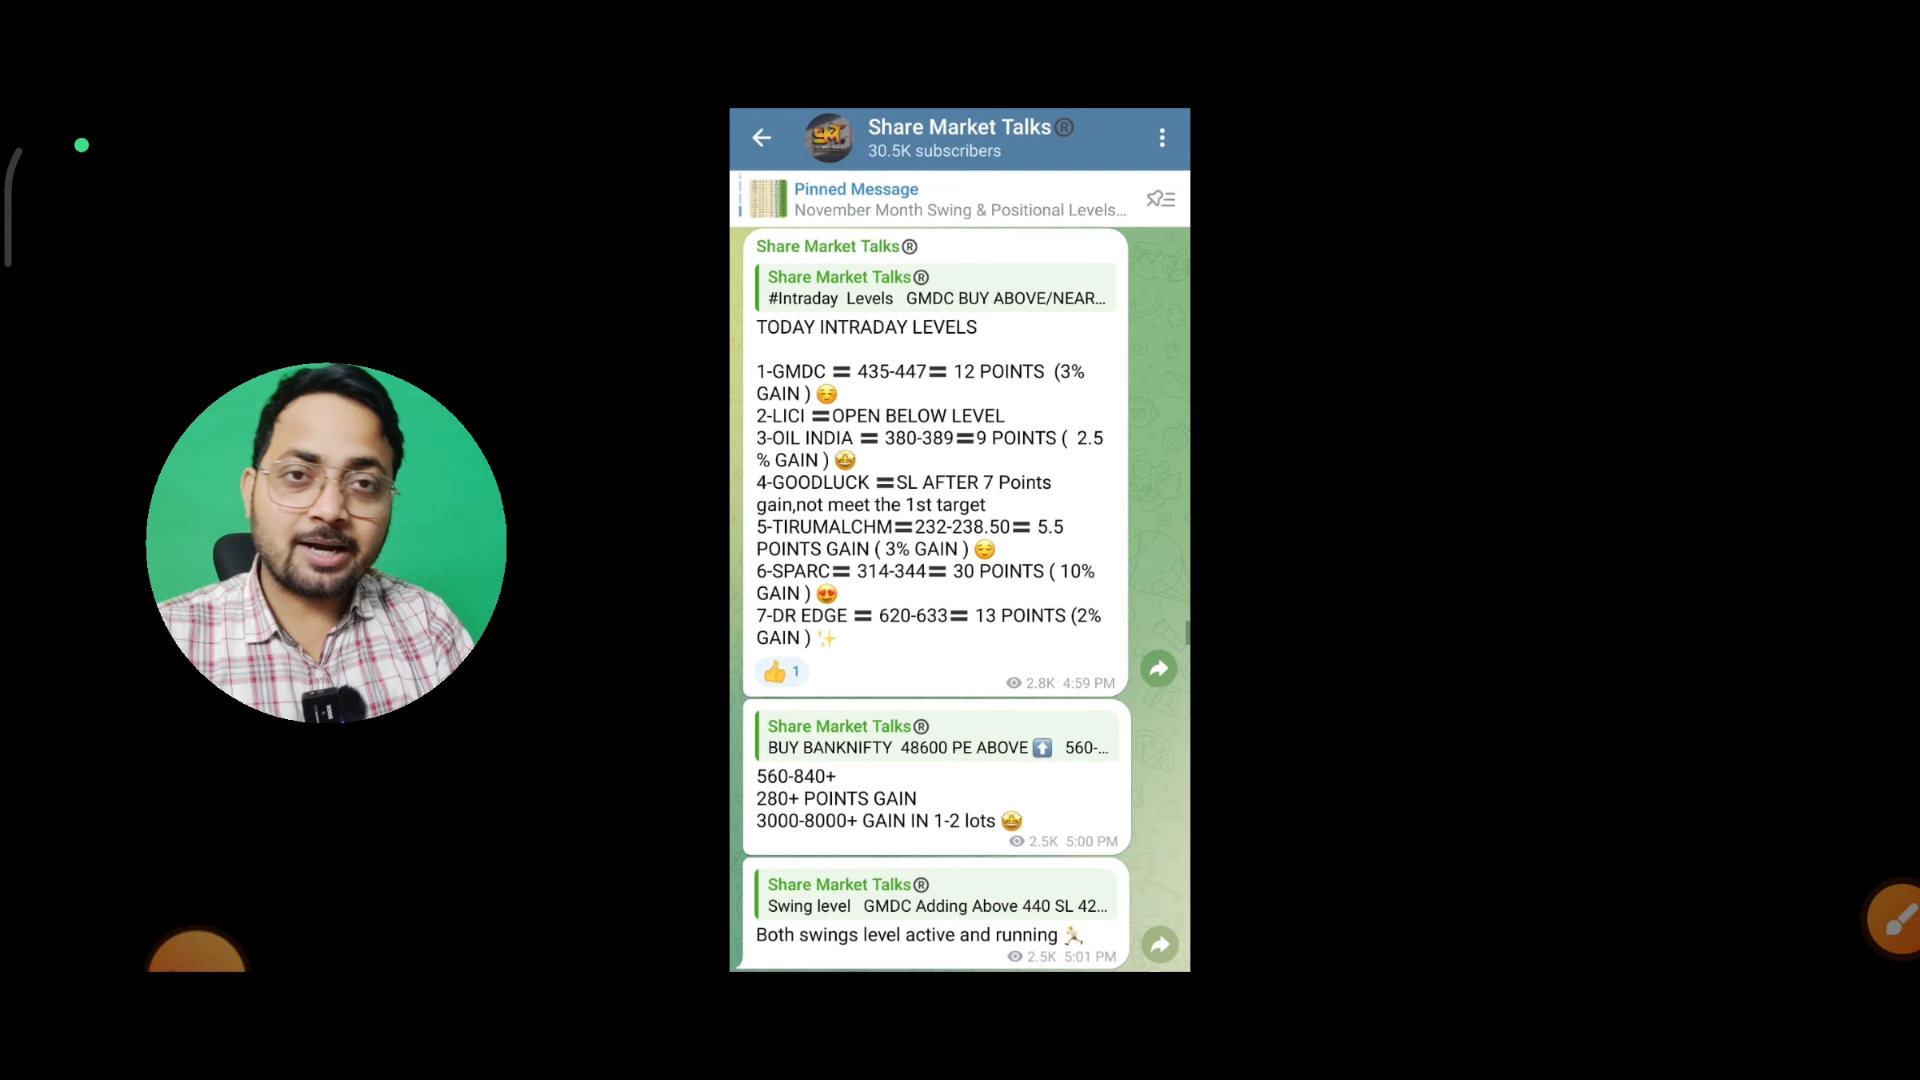 Share Market Talks®
30.5K subscribers
Pinned Message
November Month Swing & Positional Levels...
Share Market Talks®
Share Market Talks®
#Intraday Levels GMDC BUY ABOVE/NEAR...
TODAY INTRADAY LEVELS
1-GMDC = 435-447= 12 POINTS (3%
GAIN ) ☺️
2-LICI =OPEN BELOW LEVEL
3-OIL INDIA = 380-389=9 POINTS ( 2.5
% GAIN ) 🤩
4-GOODLUCK =SL AFTER 7 Points
gain,not meet the 1st target
5-TIRUMALCHM=232-238.50= 5.5
POINTS GAIN ( 3% GAIN ) 😌
6-SPARC= 314-344= 30 POINTS ( 10%
GAIN ) 😍
7-DR EDGE = 620-633= 13 POINTS (2%
GAIN ) ✨
👍 1
2.8K 4:59 PM
Share Market Talks®
BUY BANKNIFTY 48600 PE ABOVE ⬆️ 560-...
560-840+
280+ POINTS GAIN
3000-8000+ GAIN IN 1-2 lots 🤩
2.5K 5:00 PM
Share Market Talks®
Swing level GMDC Adding Above 440 SL 42...
Both swings level active and running 🏃
2.5K 5:01 PM